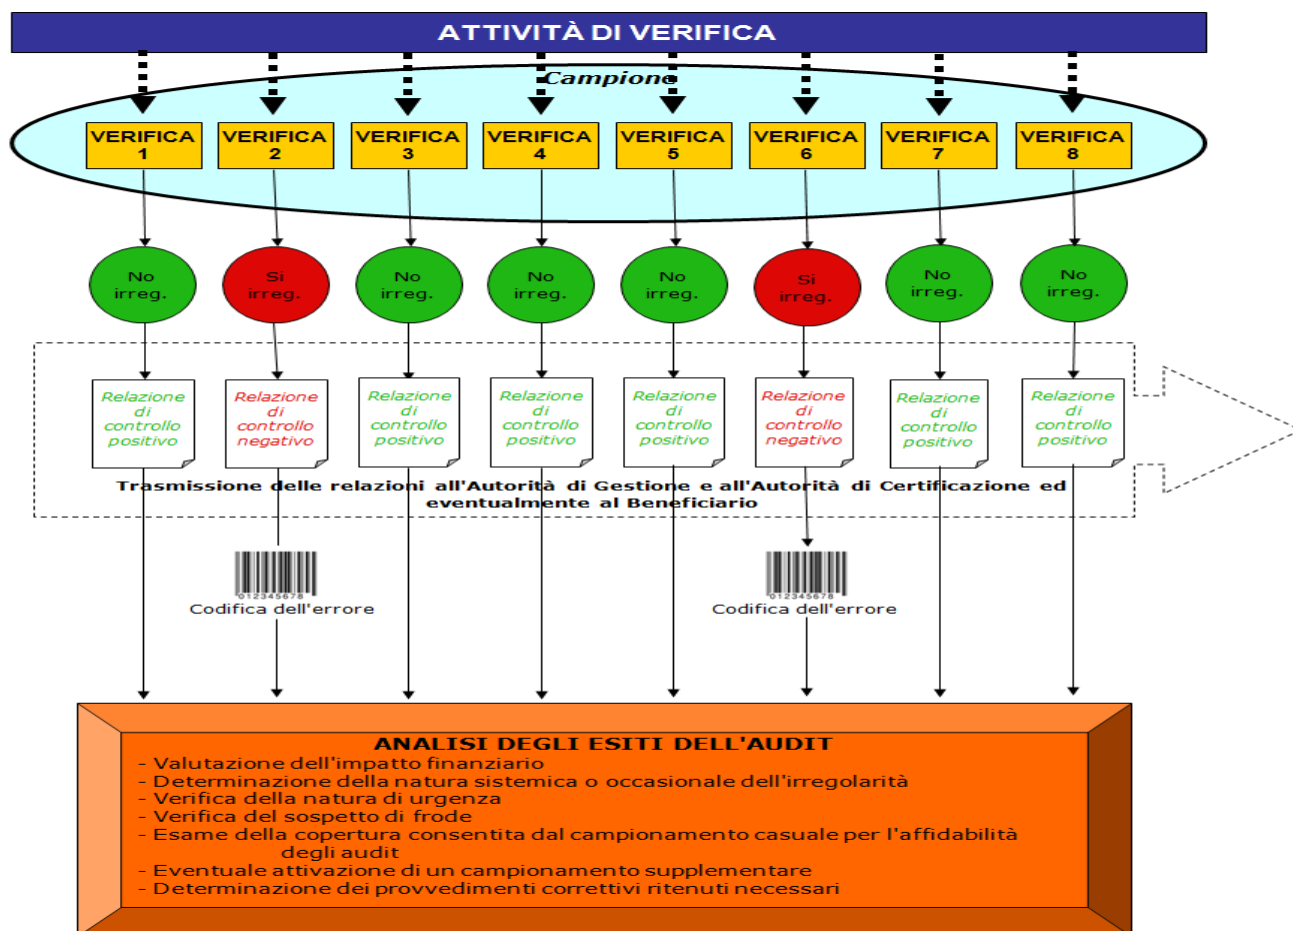 ATTIVITÀ DI VERIFICA
Campione
VERIFICA
1
VERIFICA
2
VERIFICA
3
VERIFICA
4
VERIFICA
5
VERIFICA
6
VERIFICA
7
VERIFICA
8
No
irreg.
Si
irreg.
No
irreg.
No
irreg.
No
irreg.
Si
irreg.
No
irreg.
No
irreg.
Relazione
di
controllo
positivo
Relazione
di
controllo
negativo
Relazione
di
controllo
positivo
Relazione
di
controllo
positivo
Relazione
di
controllo
positivo
Relazione
di
controllo
negativo
Relazione
di
controllo
positivo
Relazione
di
controllo
positivo
Trasmissione delle relazioni all'Autorità di Gestione e all'Autorità di Certificazione ed
eventualmente al Beneficiario
012345678
Codifica dell'errore
012345678
Codifica dell'errore
ANALISI DEGLI ESITI DELL'AUDIT
- Valutazione dell'impatto finanziario
- Determinazione della natura sistemica o occasionale dell'irregolarità
- Verifica della natura di urgenza
- Verifica del sospetto di frode
- Esame della copertura consentita dal campionamento casuale per l'affidabilità
degli audit
- Eventuale attivazione di un campionamento supplementare
- Determinazione dei provvedimenti correttivi ritenuti necessari